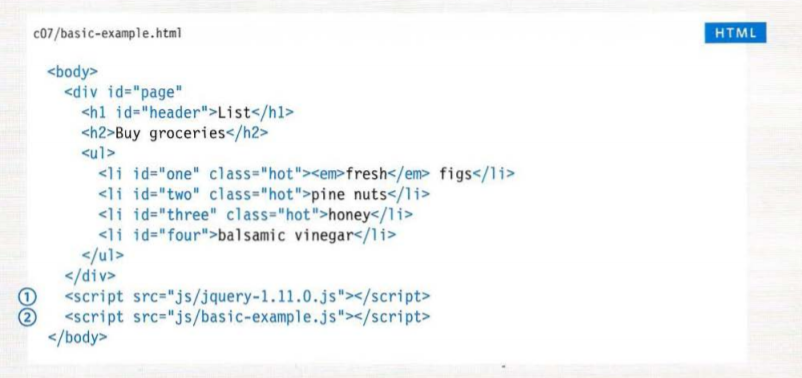 c07/basic-example.html HTML
<body>
<div id="page"
<h1 id="header">List</h1>
<h2>Buy groceries</h2>
<ul>
<li id="one" class="hot"><em>fresh</em> figs</li>
<li id="two" class="hot">pine nuts</li>
<li id="three" class="hot">honey</li>
<li id="four">balsamic vinegar</li>
</ul>
</div>
① <script src="js/jquery-1.11.0.js"></script>
② <script src="js/basic-example.js"></script>
</body>